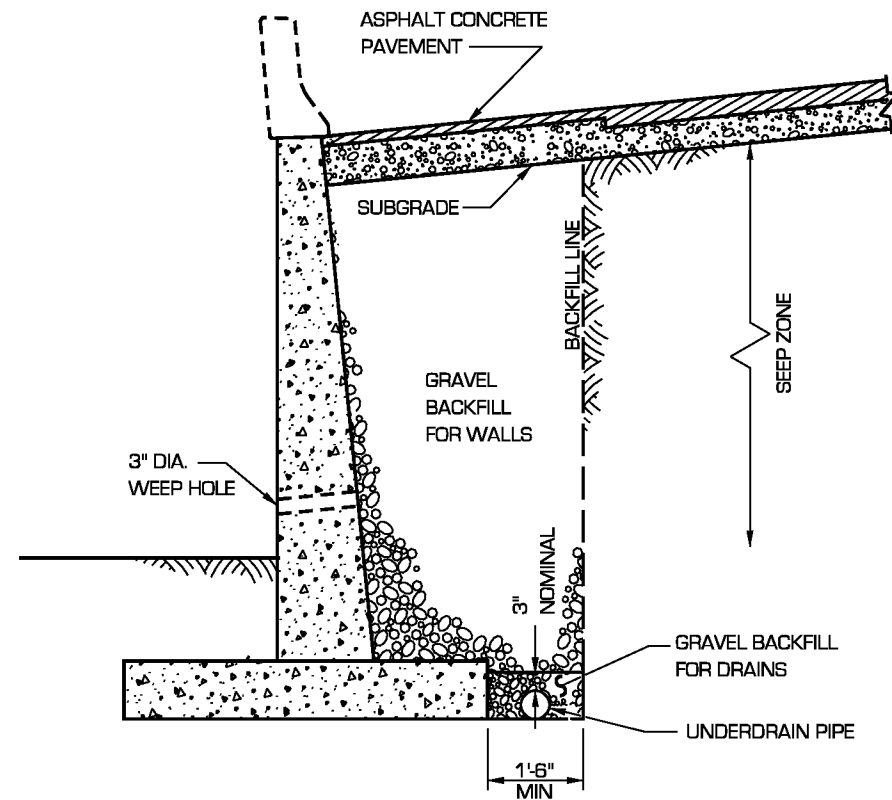 ASPHALT CONCRETE
PAVEMENT
SUBGRADE
BACKFILL LINE
SEEP ZONE
GRAVEL
BACKFILL
FOR WALLS
3" DIA.
WEEP HOLE
3"
NOMINAL
GRAVEL BACKFILL
FOR DRAINS
UNDERDRAIN PIPE
1'-6"
MIN